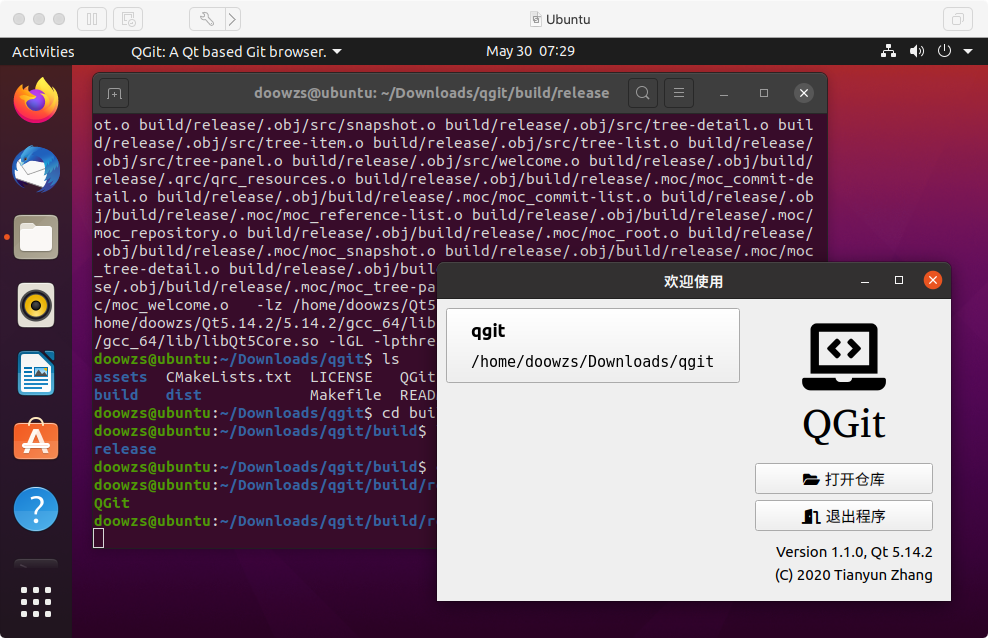 Ubuntu
Activities
QGit: A Qt based Git browser.
May 30 07:29
doowzs@ubuntu: ~/Downloads/qgit/build/release
ot.o build/release/.obj/src/snapshot.o build/release/.obj/src/tree-detail.o buil
d/release/.obj/src/tree-item.o build/release/.obj/src/tree-list.o build/release/
.obj/src/tree-panel.o build/release/.obj/src/welcome.o build/release/.obj/build/
release/.qrc/qrc_resources.o build/release/.obj/build/release/.moc/moc_commit-de
tail.o build/release/.obj/build/release/.moc/moc_commit-list.o build/release/.ob
j/build/release/.moc/moc_reference-list.o build/release/.obj/build/release/.moc/
moc_repository.o build/release/.obj/build/release/.moc/moc_root.o build/release/
.obj/build/release/.moc/moc_snapshot.o build/release/.obj/build/release/.moc/moc
_tree-detail.o build/release/.obj/buil
se/.obj/build/release/.moc/moc_tree-pa
c/moc_welcome.o -lz /home/doowzs/Qt5
home/doowzs/Qt5.14.2/5.14.2/gcc_64/lib
/gcc_64/lib/libQt5Core.so -lGL -lpthre
doowzs@ubuntu:~/Downloads/qgit$ ls
assets CMakeLists.txt LICENSE QGit
build dist Makefile READ
doowzs@ubuntu:~/Downloads/qgit$ cd bui
doowzs@ubuntu:~/Downloads/qgit/build$
release
doowzs@ubuntu:~/Downloads/qgit/build$
doowzs@ubuntu:~/Downloads/qgit/build/r
QGit
doowzs@ubuntu:~/Downloads/qgit/build/r
欢迎使用
qgit
/home/doowzs/Downloads/qgit
QGit
打开仓库
退出程序
Version 1.1.0, Qt 5.14.2
(C) 2020 Tianyun Zhang